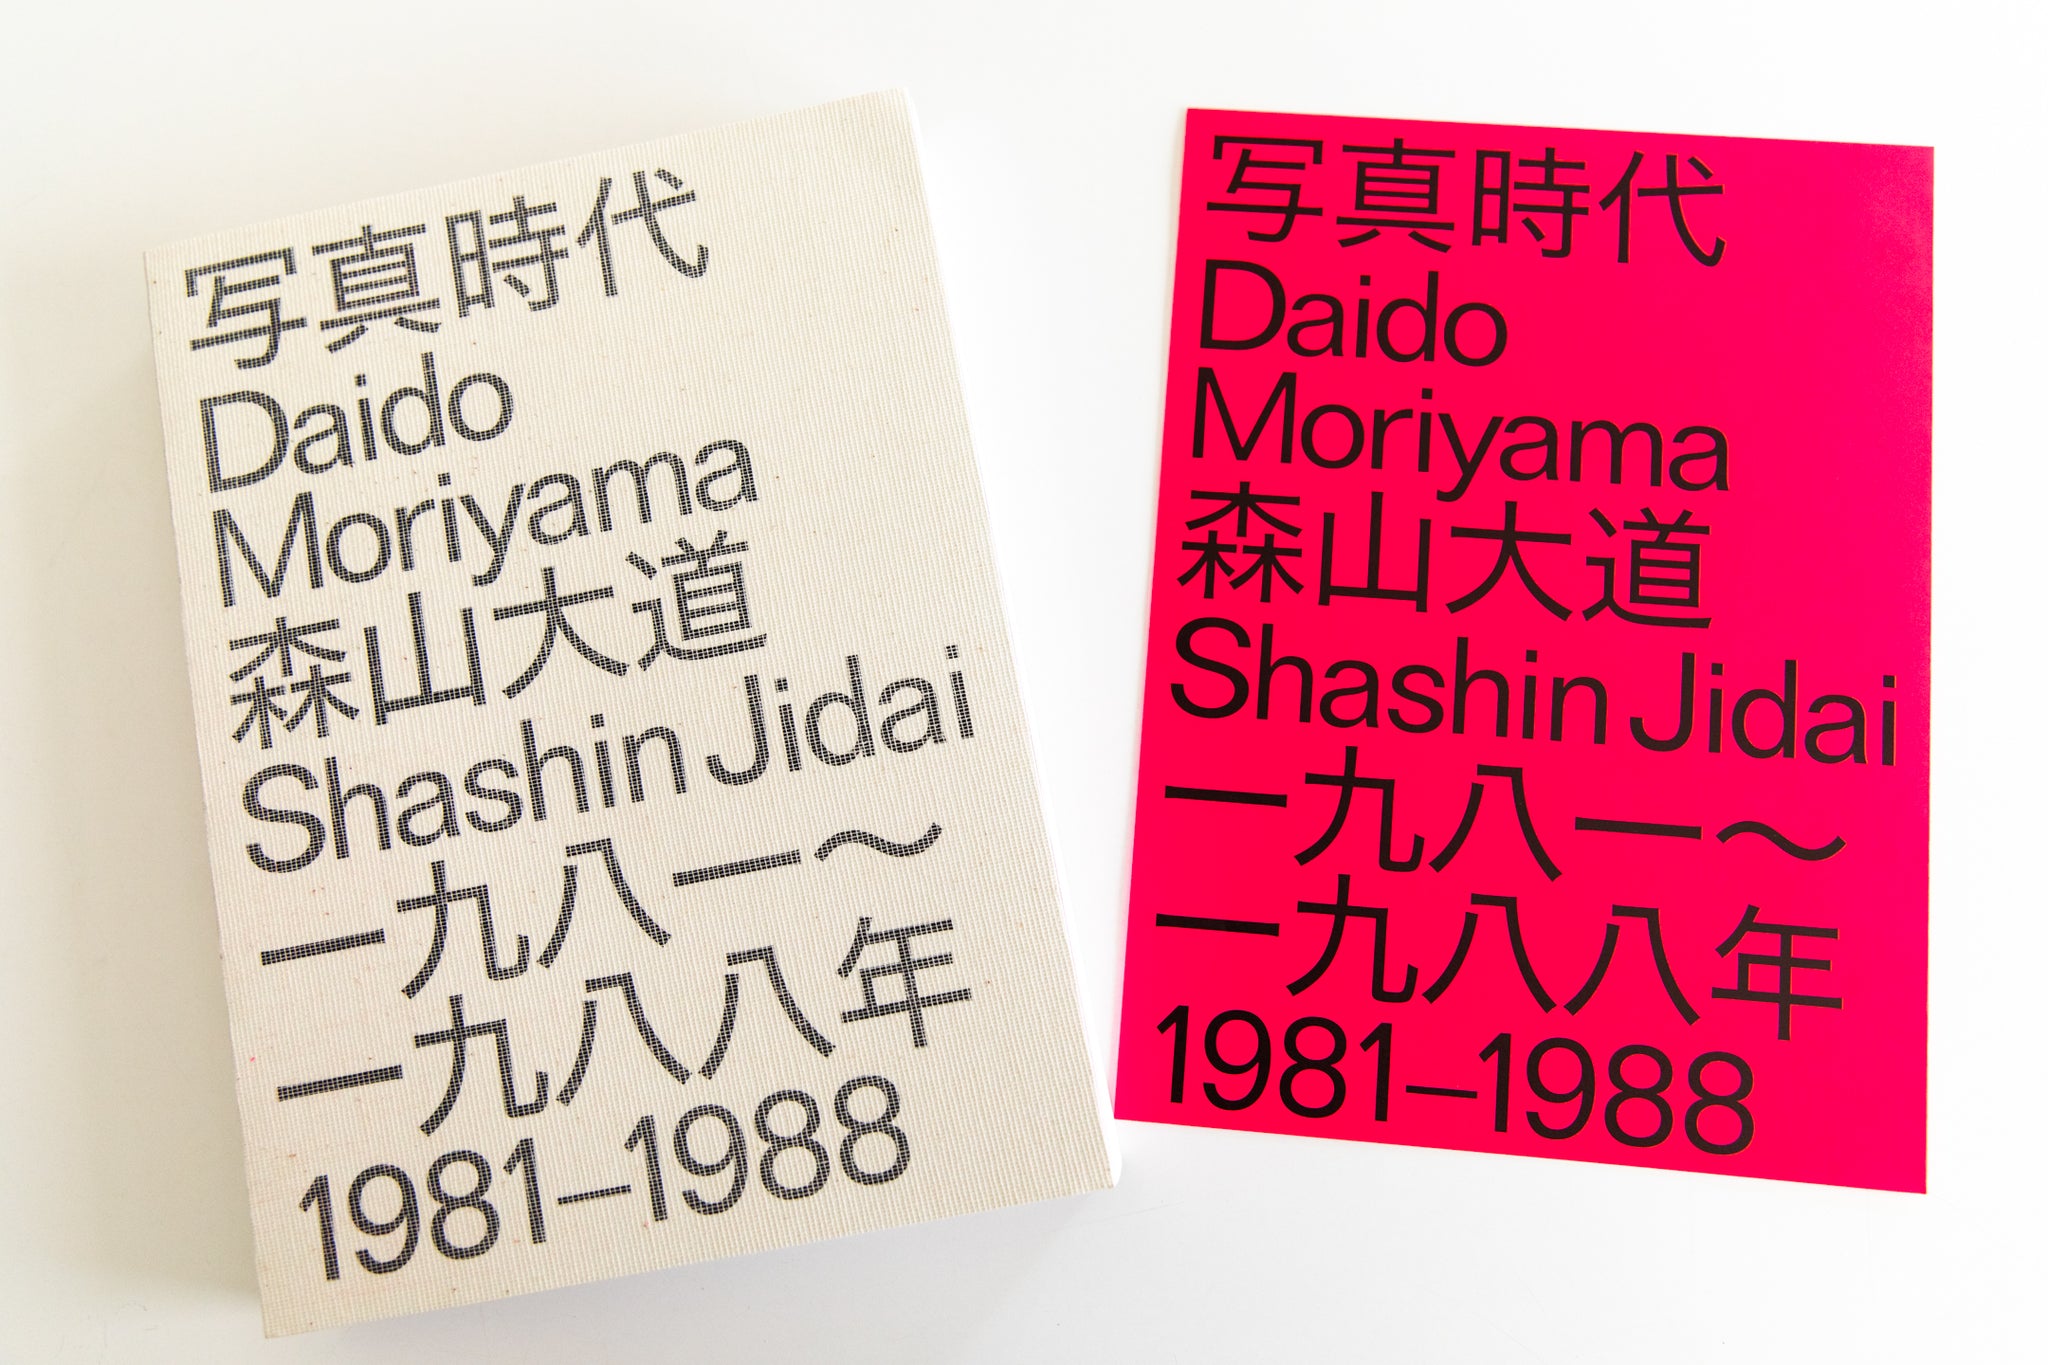 写真時代
Daido
Moriyama
森山大道
Shashin Jidai
一九八一〜
一九八八年
1981–1988
写真時代
Daido
Moriyama
森山大道
Shashin Jidai
一九八一〜
一九八八年
1981–1988